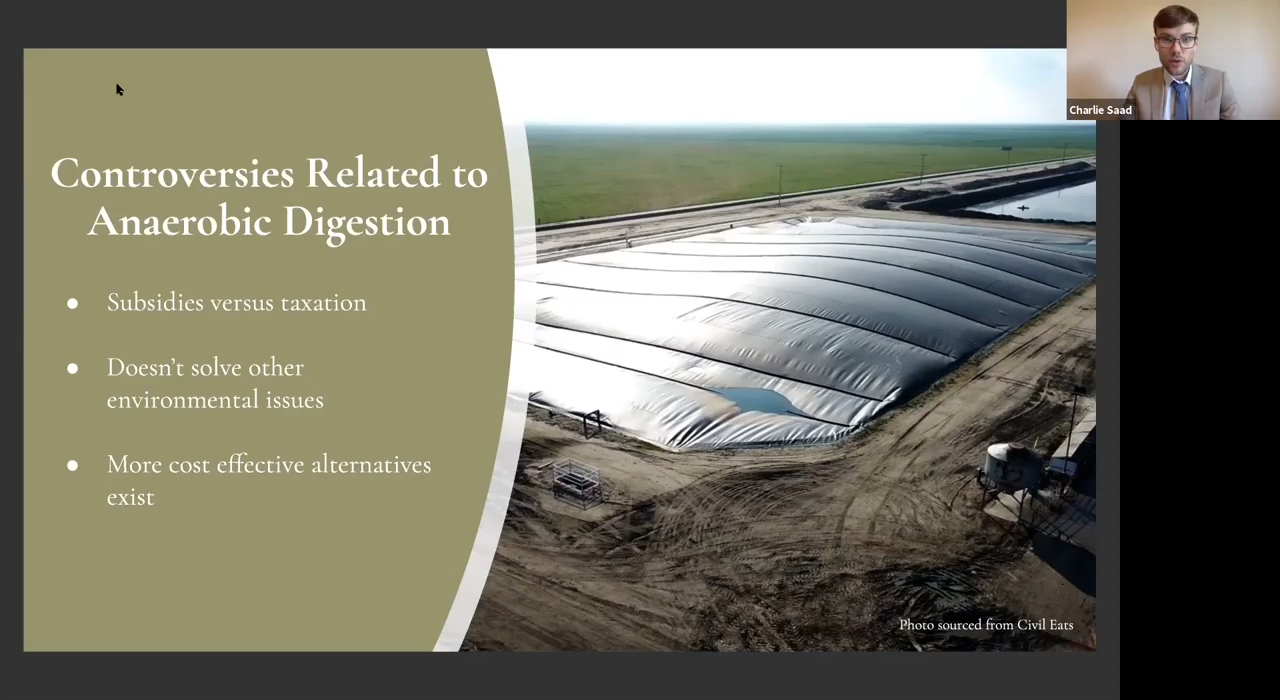 Controversies Related to
Anaerobic Digestion
● Subsidies versus taxation
● Doesn’t solve other
environmental issues
● More cost effective alternatives
exist
Photo sourced from Civil Eats
Charlie Saad